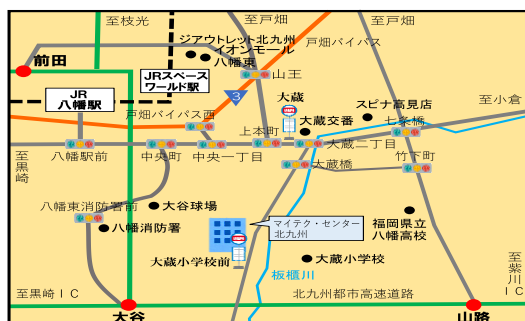 至枝光
至戸畑
至戸畑
ジアウトレット北九州
イオンモール
八幡東
戸畑バイパス
前田
JRスペース
ワールド駅
山王
3
JR
八幡駅
大蔵
スピナ高見店
至小倉
戸畑バイパス西
大蔵交番
七条橋
上本町
至黒崎
八幡駅前
中央町
中央一丁目
大蔵二丁目
大蔵橋
竹下町
八幡東消防署前
大谷球場
マイテク・センター
北九州
福岡県立
八幡高校
八幡消防署
大蔵小学校前
大蔵小学校
板櫃川
至紫川IC
至黒崎IC
北九州都市高速道路
大谷
山路